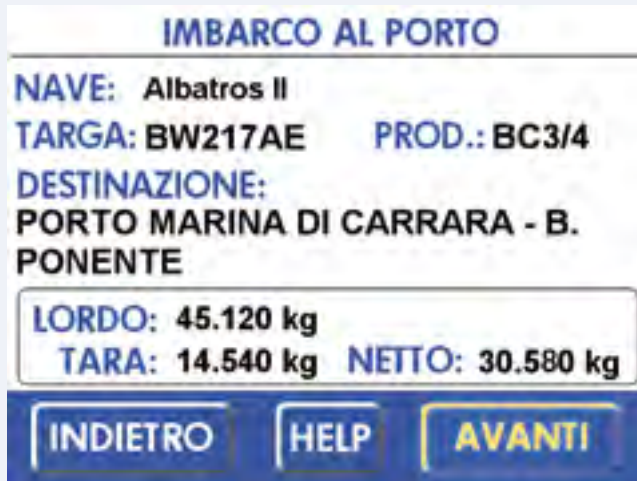 IMBARCO AL PORTO
NAVE: Albatros II
TARGA: BW217AE PROD.: BC3/4
DESTINAZIONE:
PORTO MARINA DI CARRARA - B.
PONENTE
LORDO: 45.120 kg
TARA: 14.540 kg NETTO: 30.580 kg
INDIETRO HELP AVANTI